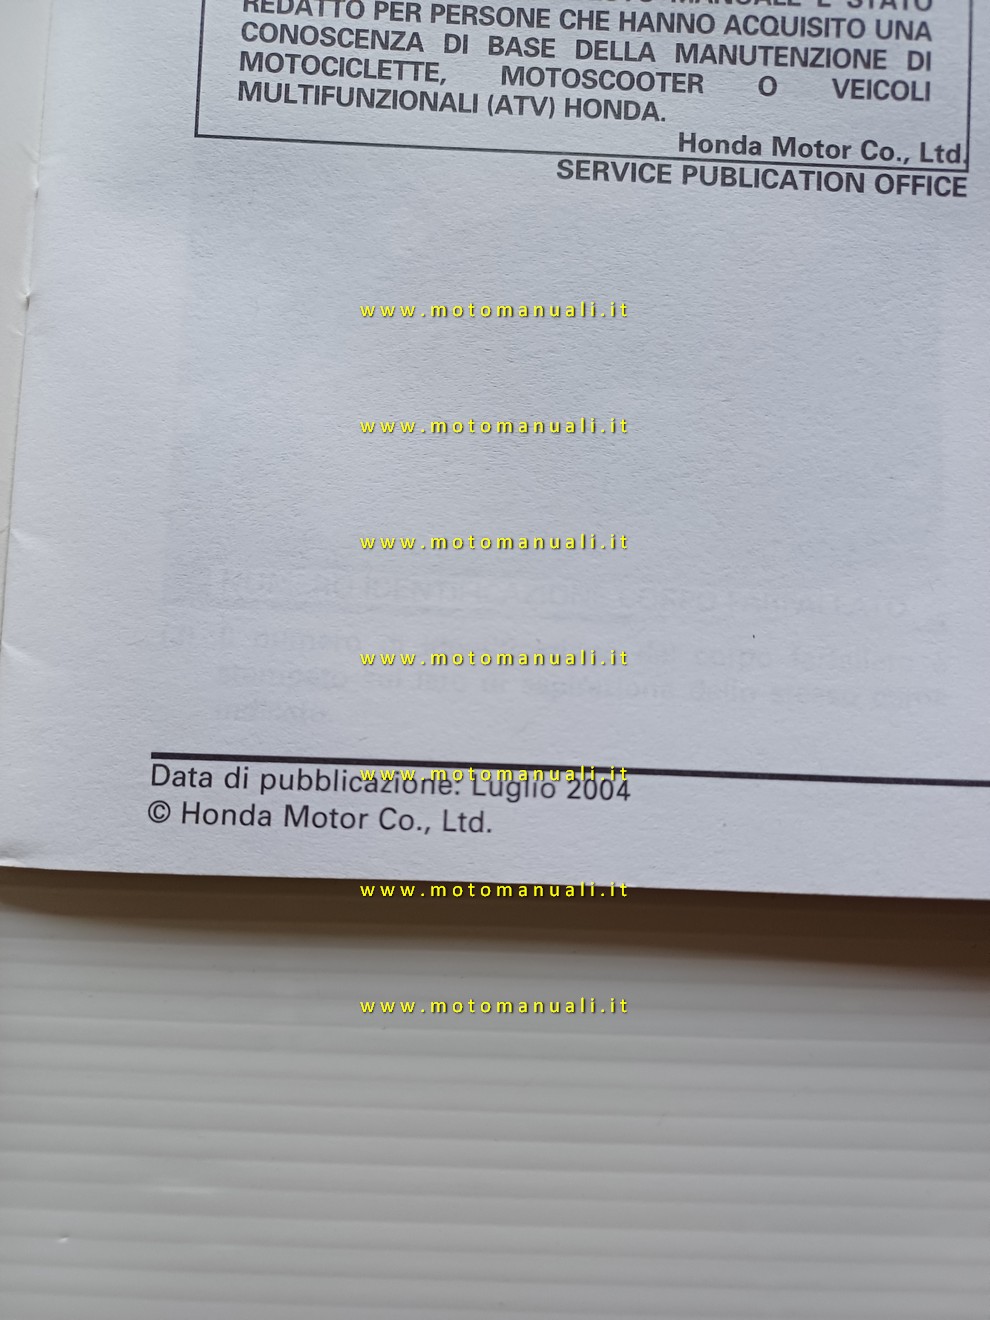 MANUALE È STATO
REDATTO PER PERSONE CHE HANNO ACQUISITO UNA
CONOSCENZA DI BASE DELLA MANUTENZIONE DI
MOTOCICLETTE, MOTOSCOOTER O VEICOLI
MULTIFUNZIONALI (ATV) HONDA.
Honda Motor Co., Ltd.
SERVICE PUBLICATION OFFICE
www.motomanuali.it
www.motomanuali.it
www.motomanuali.it
www.motomanuali.it
www.motomanuali.it
Data di pubblicazione: Luglio 2004
© Honda Motor Co., Ltd.
www.motomanuali.it
www.motomanuali.it